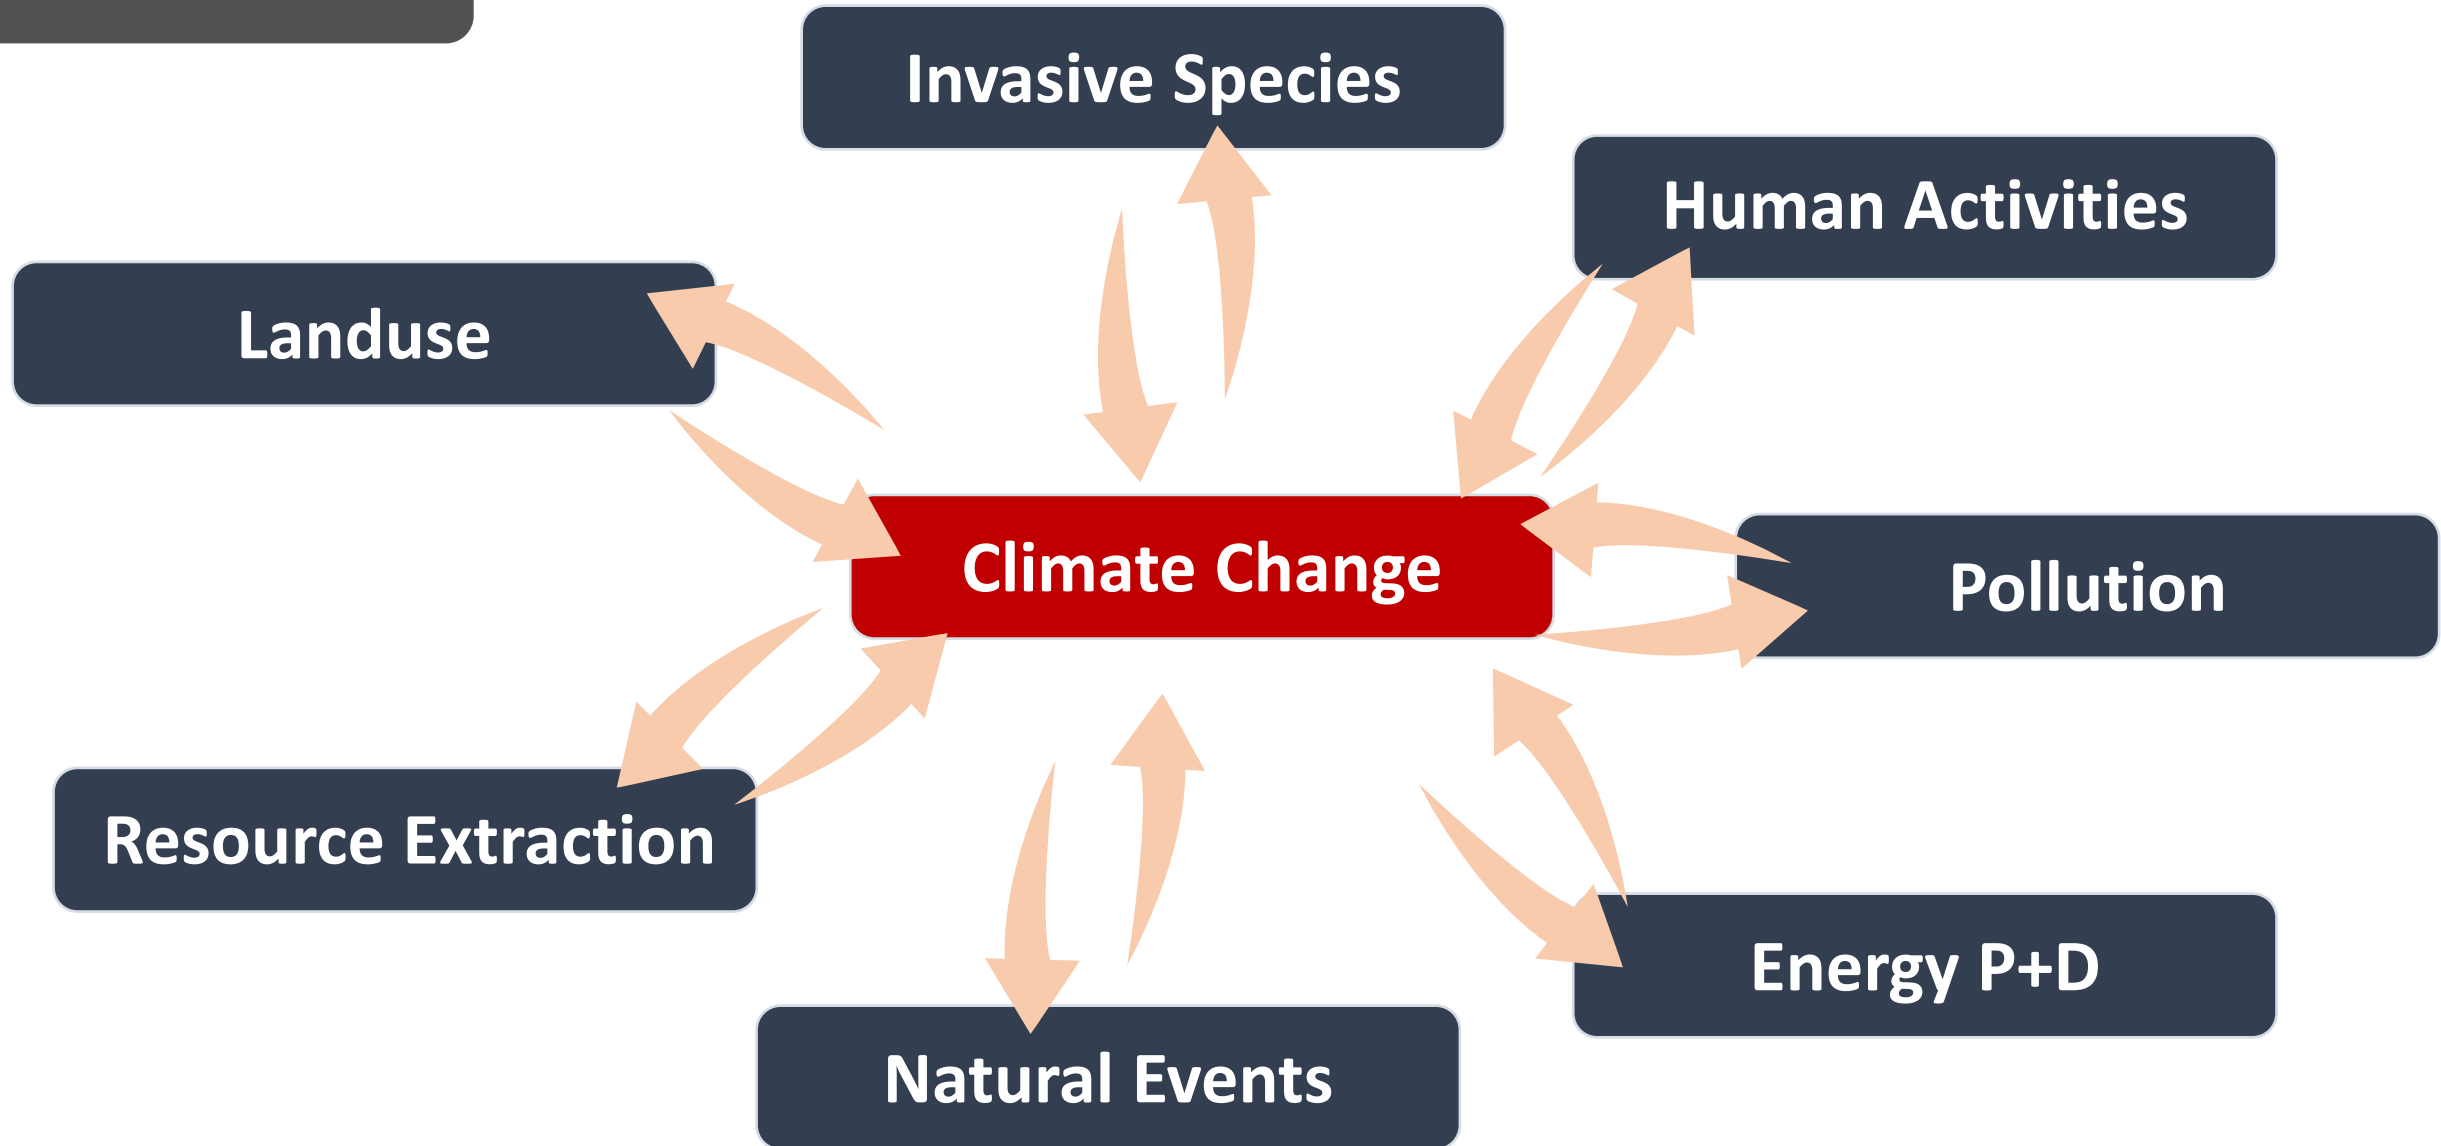 Invasive Species
Human Activities
Landuse
Climate Change
Pollution
Resource Extraction
Energy P+D
Natural Events